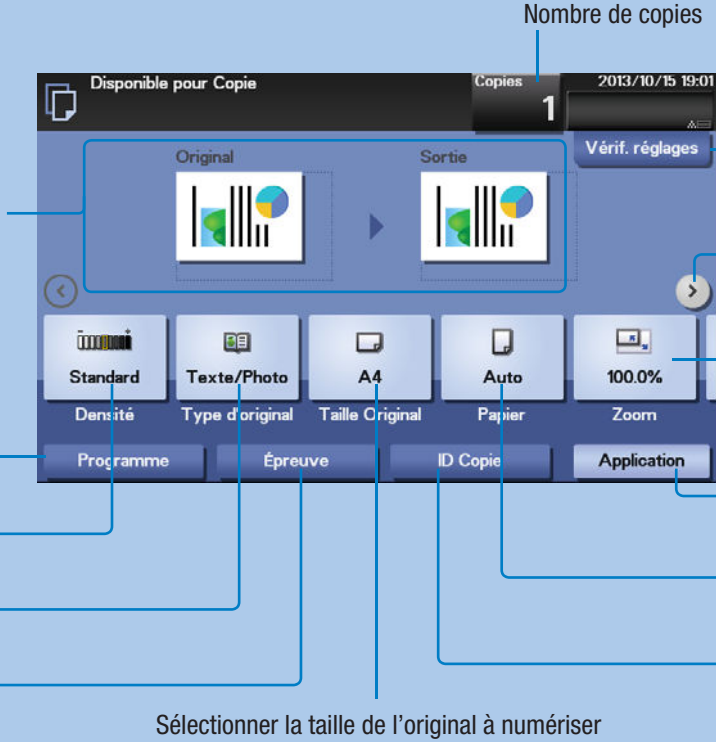 Nombre de copies
Disponible pour Copie
Copies
1
2013/10/15 19:01
Vérif. réglages
Original
Sortie
Standard
Texte/Photo
A4
Auto
100.0%
Densité
Type d'original
Taille Original
Papier
Zoom
Programme
Épreuve
ID Copie
Application
Sélectionner la taille de l’original à numériser